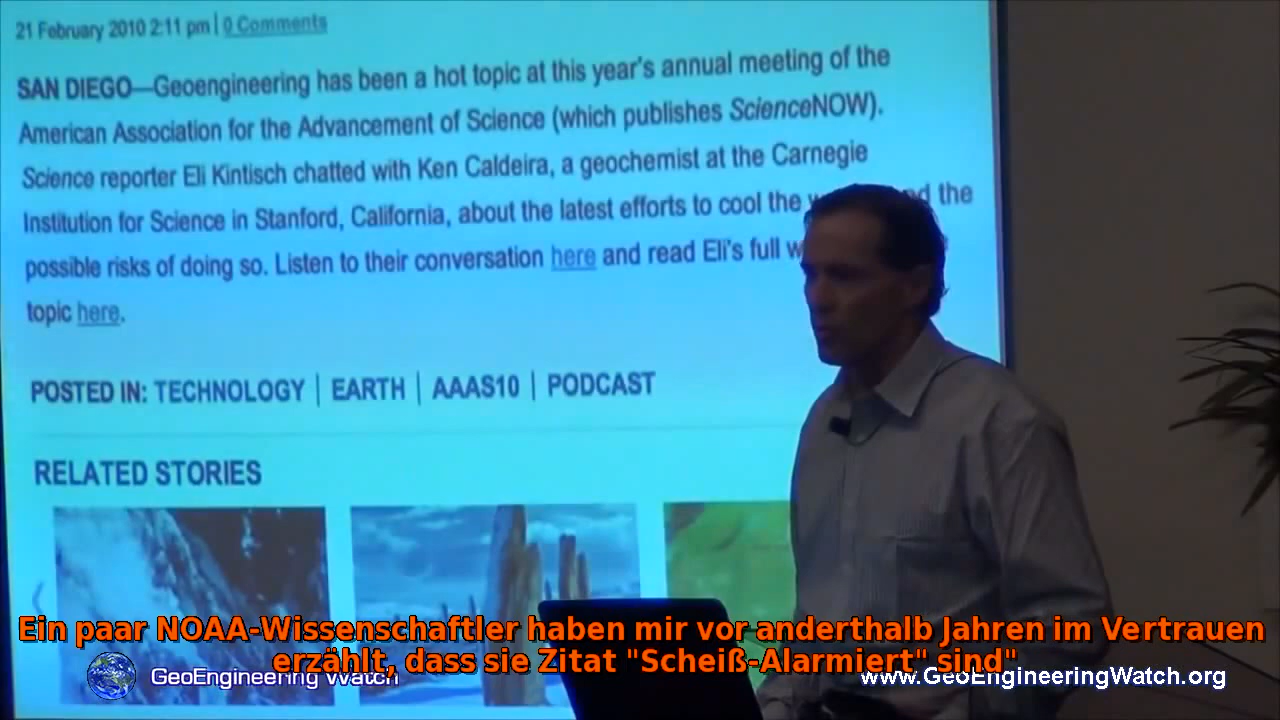 21 February 2010 2:11 pm | 0 Comments
SAN DIEGO—Geoengineering has been a hot topic at this year's annual meeting of the
American Association for the Advancement of Science (which publishes ScienceNOW).
Science reporter Eli Kintisch chatted with Ken Caldeira, a geochemist at the Carnegie
Institution for Science in Stanford, California, about the latest efforts to cool the the
possible risks of doing so. Listen to their conversation here and read Eli's full
topic here.
POSTED IN: TECHNOLOGY | EARTH | AAAS10 | PODCAST
RELATED STORIES
Ein paar NOAA-Wissenschaftler haben mir vor anderthalb Jahren im Vertrauen
erzählt, dass sie Zitat "Scheiß-Alarmiert" sind"
GeoEngineering Watch
www.GeoEngineeringWatch.org